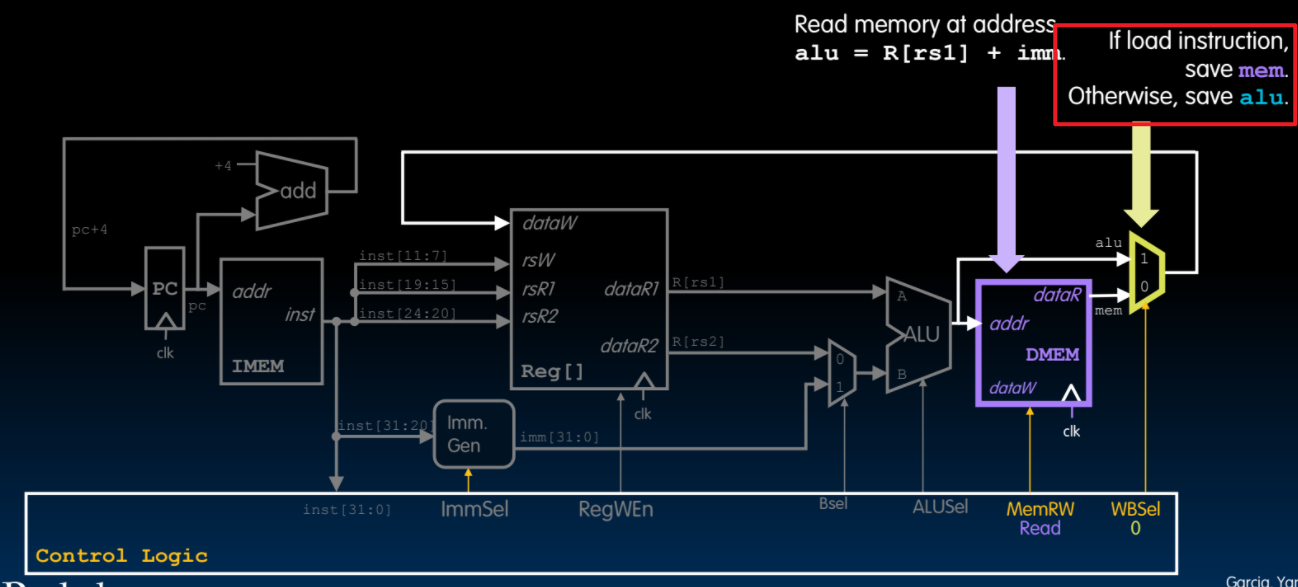 Read memory at address
alu = R[rs1] + imm.
If load instruction,
save mem.
Otherwise, save alu.
+4
add
pc+4
PC
pc
clk
addr
inst
IMEM
inst[11:7]
inst[19:15]
inst[24:20]
dataW
rsW
rsR1
rsR2
dataR1
dataR2
Reg[]
clk
R[rs1]
R[rs2]
inst[31:20]
Imm.
Gen
imm[31:0]
0
1
A
ALU
B
alu
1
0
mem
dataR
addr
DMEM
dataW
clk
inst[31:0]
ImmSel
RegWEn
Bsel
ALUSel
MemRW
Read
WBSel
0
Control Logic